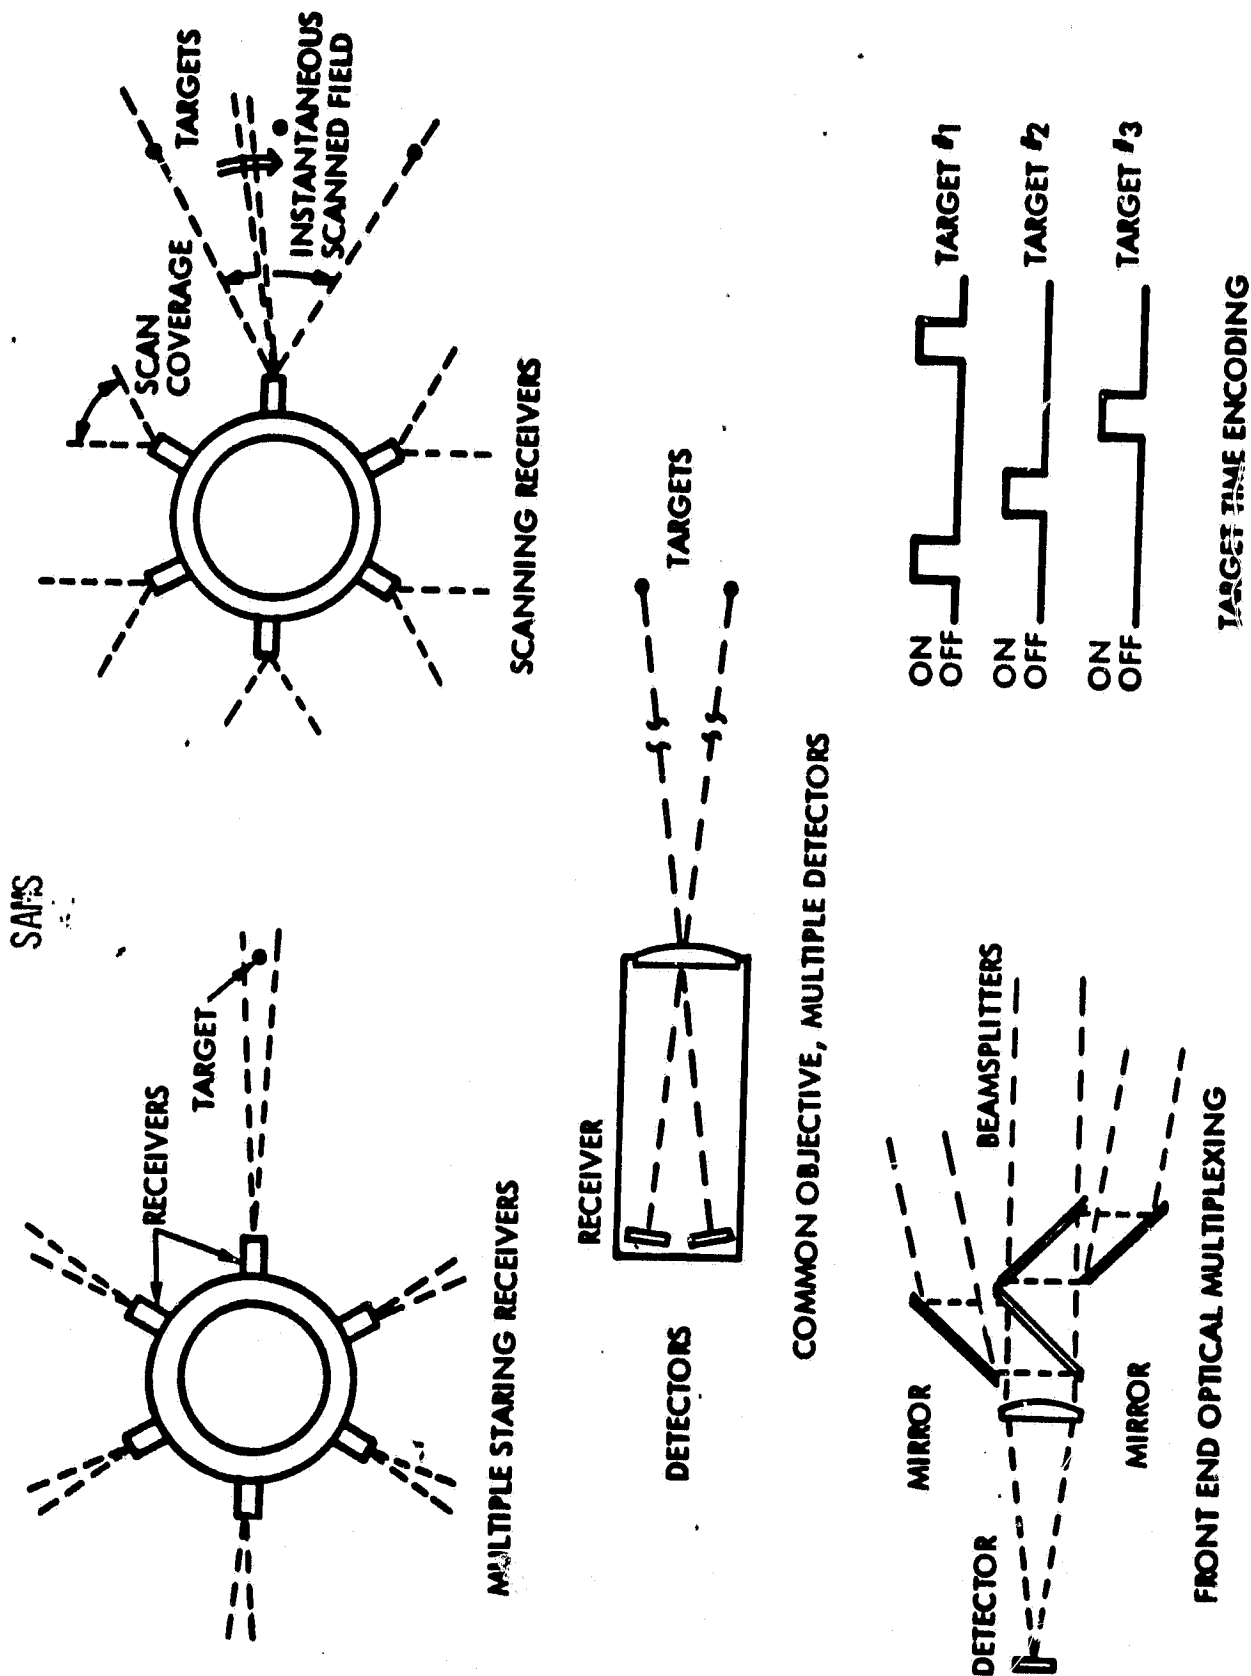 SAMS
RECEIVERS
TARGET
MULTIPLE STARING RECEIVERS
SCAN
COVERAGE
TARGETS
INSTANTANEOUS
SCANNED FIELD
SCANNING RECEIVERS
RECEIVER
DETECTORS
TARGETS
COMMON OBJECTIVE, MULTIPLE DETECTORS
MIRROR
BEAMSPLITTERS
DETECTOR
MIRROR
FRONT END OPTICAL MULTIPLEXING
ON
OFF
TARGET #1
ON
OFF
TARGET #2
ON
OFF
TARGET #3
TARGET TIME ENCODING